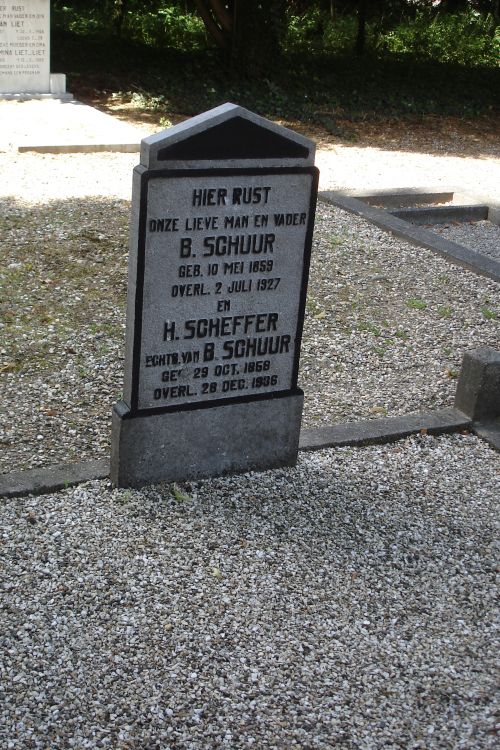 HIER RUST
ONZE LIEVE MAN EN VADER
B. SCHUUR
GEB. 10 MEI 1859
OVERL. 2 JULI 1927
EN
H. SCHEFFER
ECHTG. VAN B. SCHUUR
GEB. 29 OCT. 1858
OVERL. 28 DEC. 1936